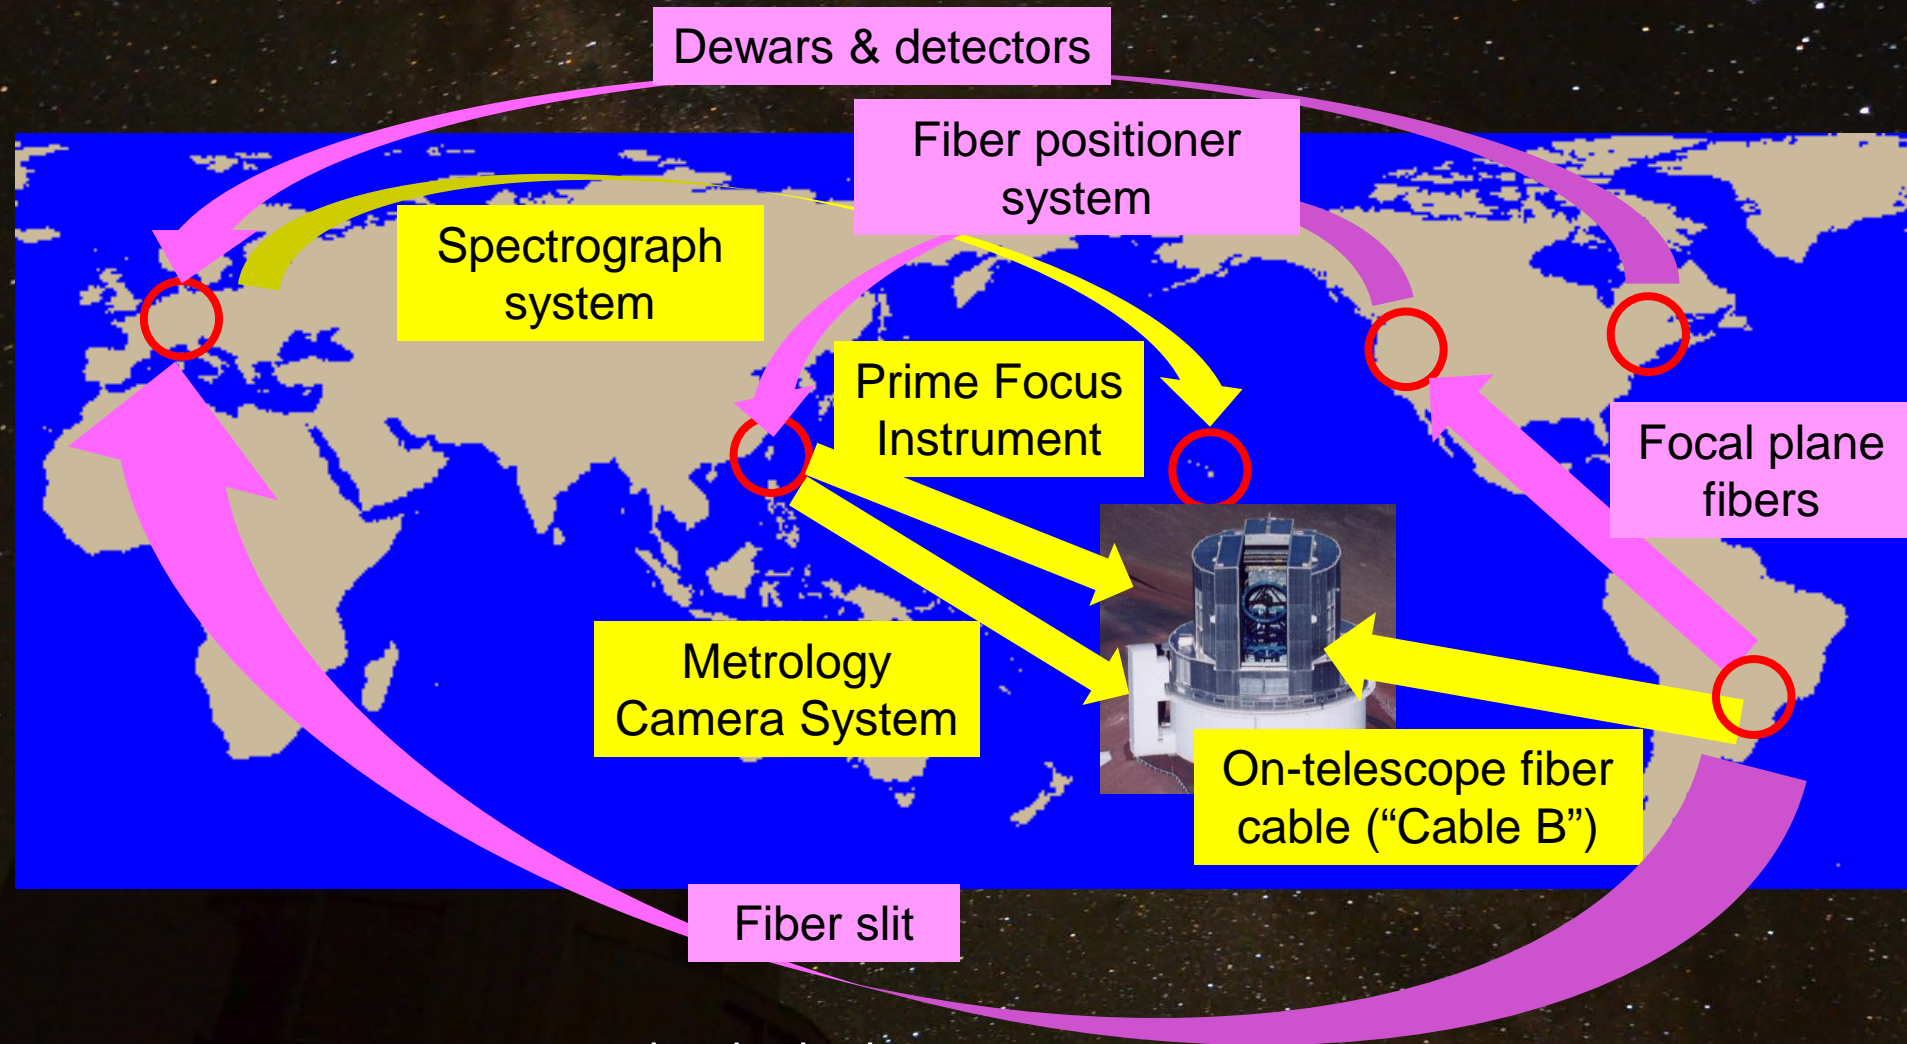 Dewars & detectors
Fiber positioner
system
Spectrograph
system
Prime Focus
Instrument
Focal plane
fibers
Metrology
Camera System
On-telescope fiber
cable (“Cable B”)
Fiber slit